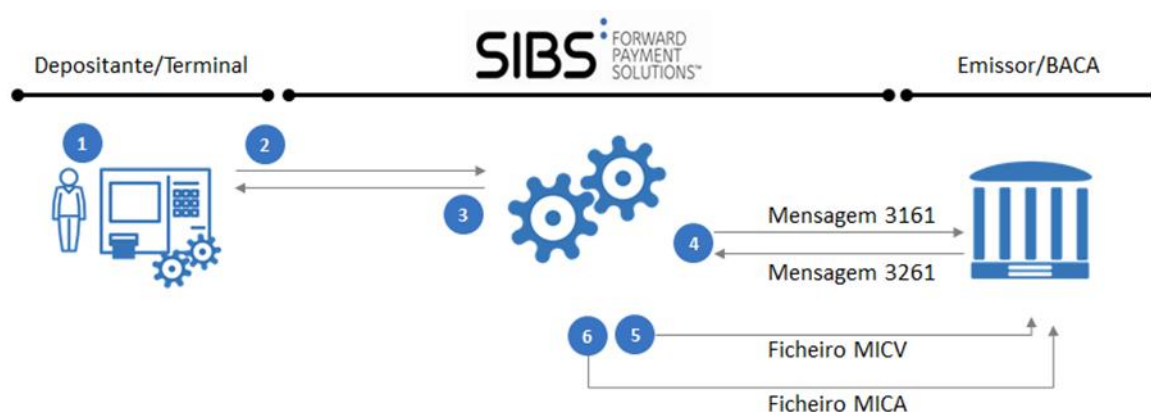 Depositante/Terminal
SIBS FORWARD
PAYMENT
SOLUTIONS™
Emissor/BACA
1
2
3
4
Mensagem 3161
Mensagem 3261
6
5
Ficheiro MICV
Ficheiro MICA